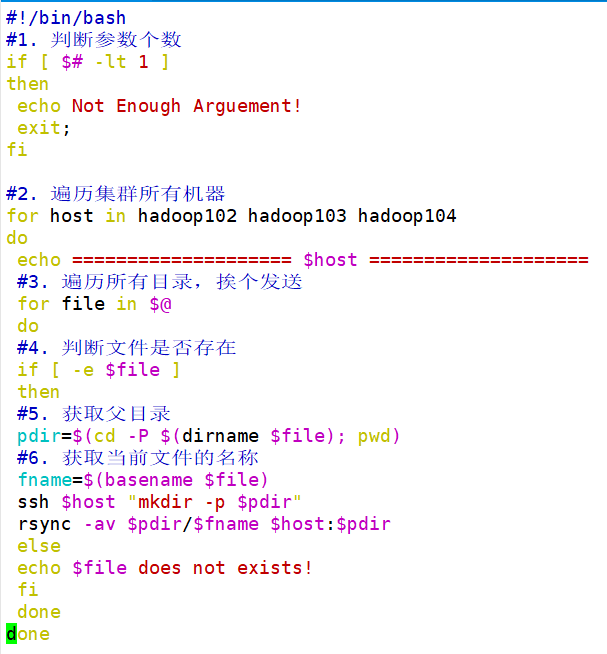 #!/bin/bash
#1. 判断参数个数
if [ $# -lt 1 ]
then
 echo Not Enough Arguement!
 exit;
fi

#2. 遍历集群所有机器
for host in hadoop102 hadoop103 hadoop104
do
 echo ==================== $host ====================
 #3. 遍历所有目录，挨个发送
 for file in $@
 do
 #4. 判断文件是否存在
 if [ -e $file ]
 then
 #5. 获取父目录
 pdir=$(cd -P $(dirname $file); pwd)
 #6. 获取当前文件的名称
 fname=$(basename $file)
 ssh $host "mkdir -p $pdir"
 rsync -av $pdir/$fname $host:$pdir
 else
 echo $file does not exists!
 fi
 done
done